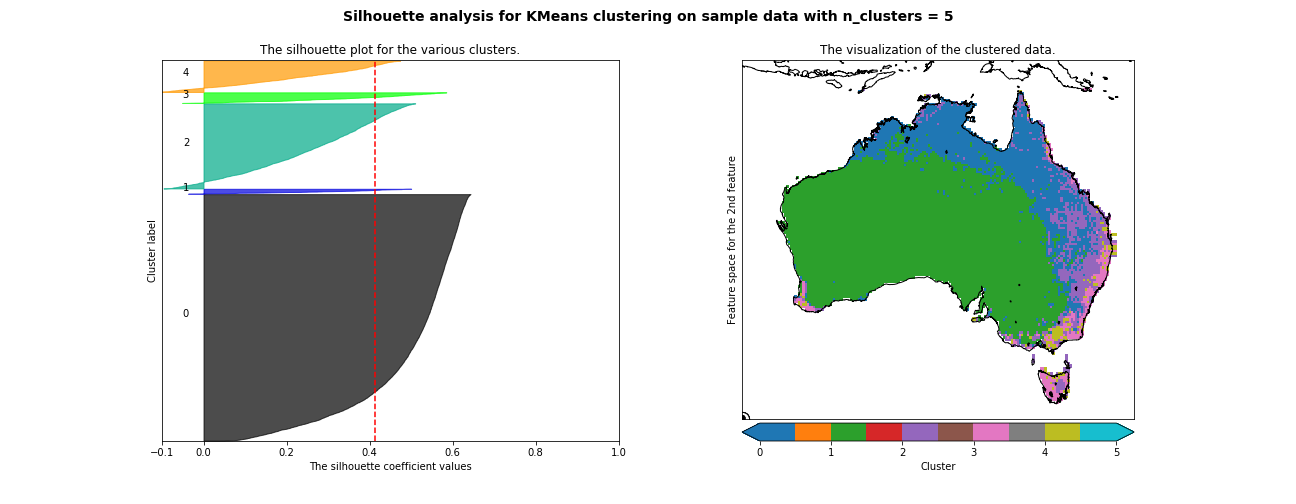 Silhouette analysis for KMeans clustering on sample data with n_clusters = 5
The silhouette plot for the various clusters.
4
3
2
1
0
Cluster label
−0.1 0.0 0.2 0.4 0.6 0.8 1.0
The silhouette coefficient values
The visualization of the clustered data.
Feature space for the 2nd feature
0 1 2 3 4 5
Cluster